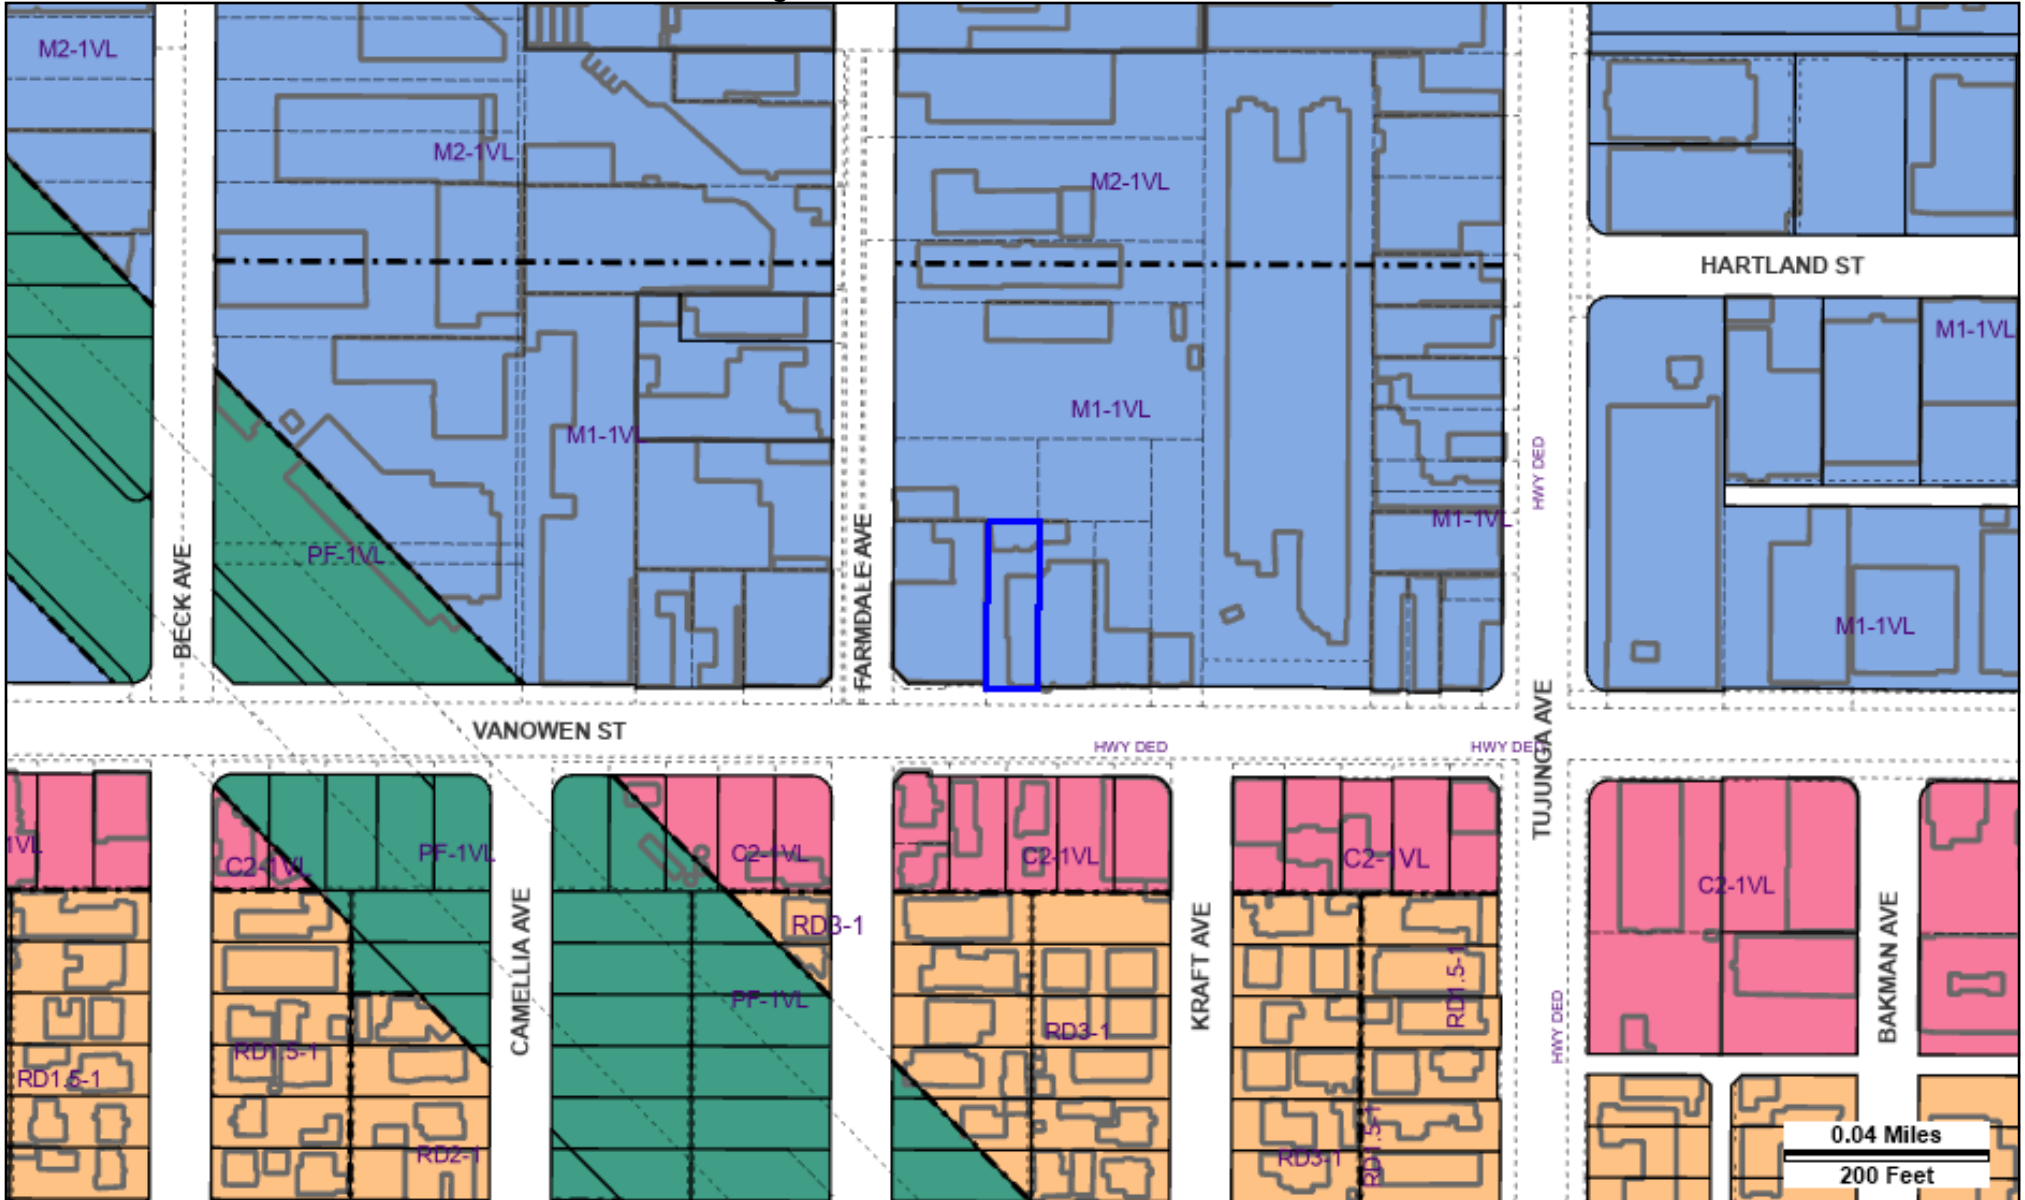 M2-1VL
M2-1VL
M2-1VL
HARTLAND ST
M1-1VL
M1-1VL
M1-1VL
HWY DED
M1-1VL
PF-1VL
BECK AVE
FARMDALE AVE
M1-1VL
VANOWEN ST
HWY DED
HWY DED
TUJUNGA AVE
1VL
C2-1VL
PF-1VL
C2-1VL
C2-1VL
C2-1VL
C2-1VL
CAMELLIA AVE
RD3-1
KRAFT AVE
RD1.5-1
BAKMAN AVE
PF-1VL
RD3-1
HWY DED
RD1.5-1
RD1.5-1
RD2-1
RD3-1
RD1.5-1
0.04 Miles
200 Feet